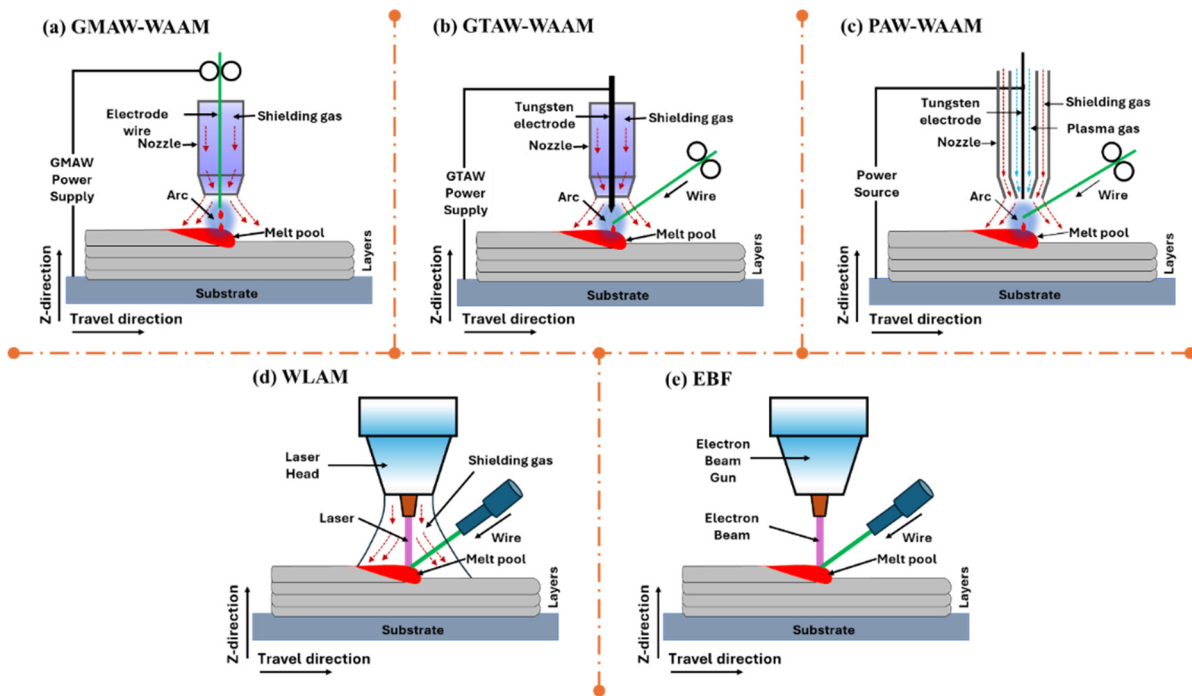 (a) GMAW-WAAM
Electrode
wire
Nozzle
Shielding gas
GMAW
Power
Supply
Arc
Melt pool
Layers
Substrate
Z-direction
Travel direction
(b) GTAW-WAAM
Tungsten
electrode
Nozzle
Shielding gas
GTAW
Power
Supply
Arc
Wire
Melt pool
Layers
Substrate
Z-direction
Travel direction
(c) PAW-WAAM
Tungsten
electrode
Nozzle
Shielding gas
Plasma gas
Power
Source
Arc
Wire
Melt pool
Layers
Substrate
Z-direction
Travel direction
(d) WLAM
Laser
Head
Shielding gas
Laser
Wire
Melt pool
Layers
Substrate
Z-direction
Travel direction
(e) EBF
Electron
Beam
Gun
Electron
Beam
Wire
Melt pool
Layers
Substrate
Z-direction
Travel direction